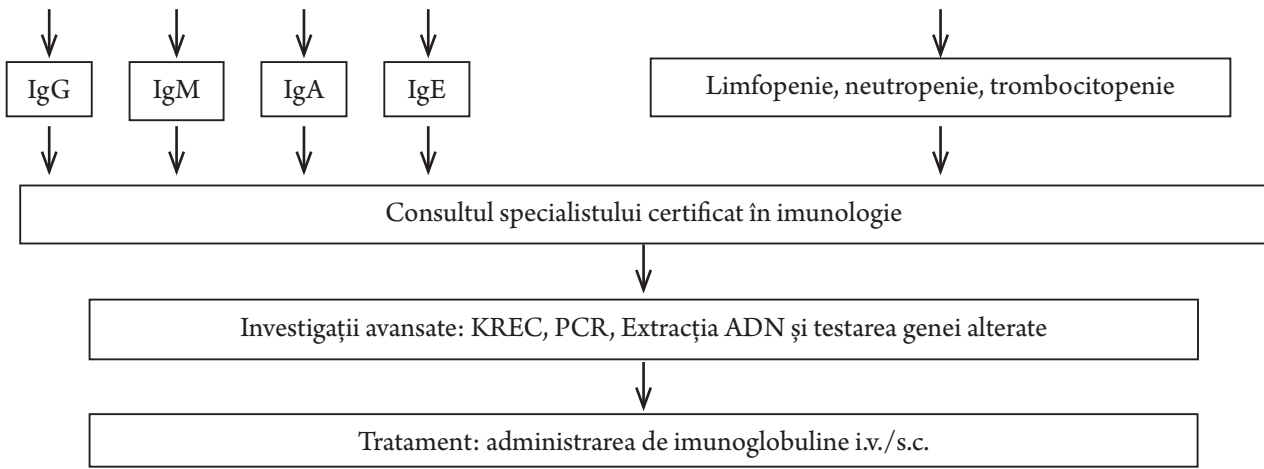 IgG
IgM
IgA
IgE
Limfopenie, neutropenie, trombocitopenie
Consultul specialistului certificat în imunologie
Investigații avansate: KREC, PCR, Extracția ADN și testarea genei alterate
Tratament: administrarea de imunoglobuline i.v./s.c.